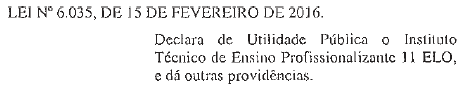 LEI Nº 6.035, DE 15 DE FEVEREIRO DE 2016.
Declara de Utilidade Pública o Instituto
Técnico de Ensino Profissionalizante 11 ELO,
e dá outras providências.